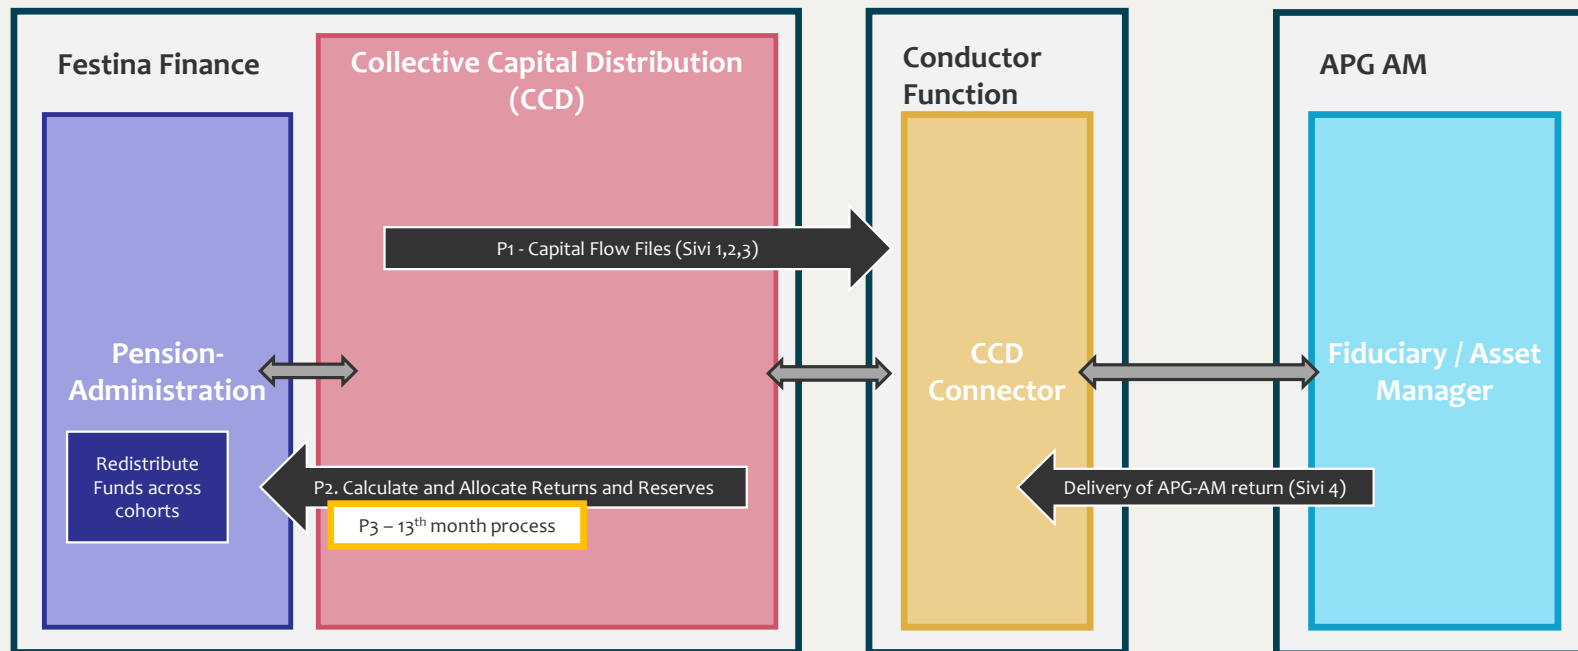 Festina Finance
Collective Capital Distribution
(CCD)
Conductor
Function
APG AM
P1 - Capital Flow Files (Sivi 1,2,3)
Pension-
Administration
CCD
Connector
Fiduciary / Asset
Manager
Redistribute
Funds across
cohorts
P2. Calculate and Allocate Returns and Reserves
P3 – 13th month process
Delivery of APG-AM return (Sivi 4)